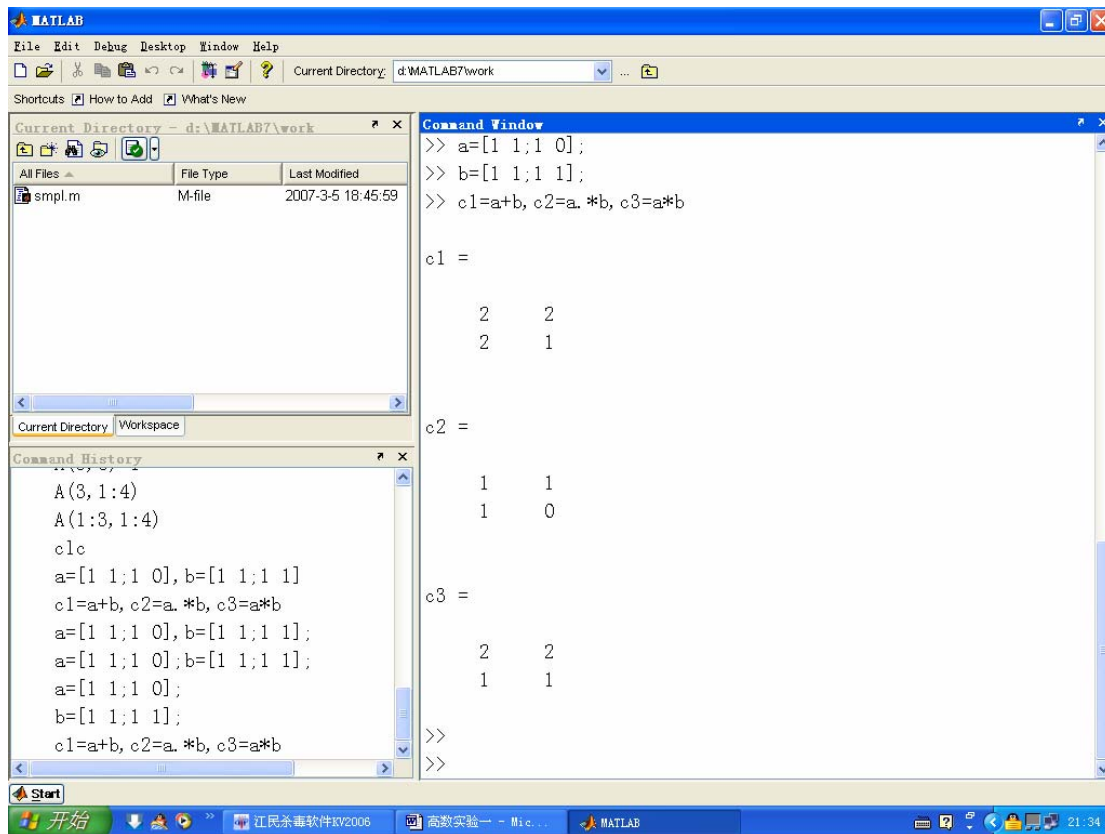 MATLAB
File Edit Debug Desktop Window Help
Current Directory: d:\MATLAB7\work
Shortcuts How to Add What's New
Current Directory - d:\MATLAB7\work
All Files File Type Last Modified
smpl.m M-file 2007-3-5 18:45:59
Current Directory Workspace
Command History
A(3,1:4)
A(1:3,1:4)
clc
a=[1 1;1 0],b=[1 1;1 1]
c1=a+b,c2=a.*b,c3=a*b
a=[1 1;1 0],b=[1 1;1 1];
a=[1 1;1 0];b=[1 1;1 1];
a=[1 1;1 0];
b=[1 1;1 1];
c1=a+b,c2=a.*b,c3=a*b
Command Window
>> a=[1 1;1 0];
>> b=[1 1;1 1];
>> c1=a+b,c2=a.*b,c3=a*b
c1 =
2 2
2 1
c2 =
1 1
1 0
c3 =
2 2
1 1
>>
>>
Start
开始 江民杀毒软件KV2006 高数实验一 - Mic... MATLAB 21:34